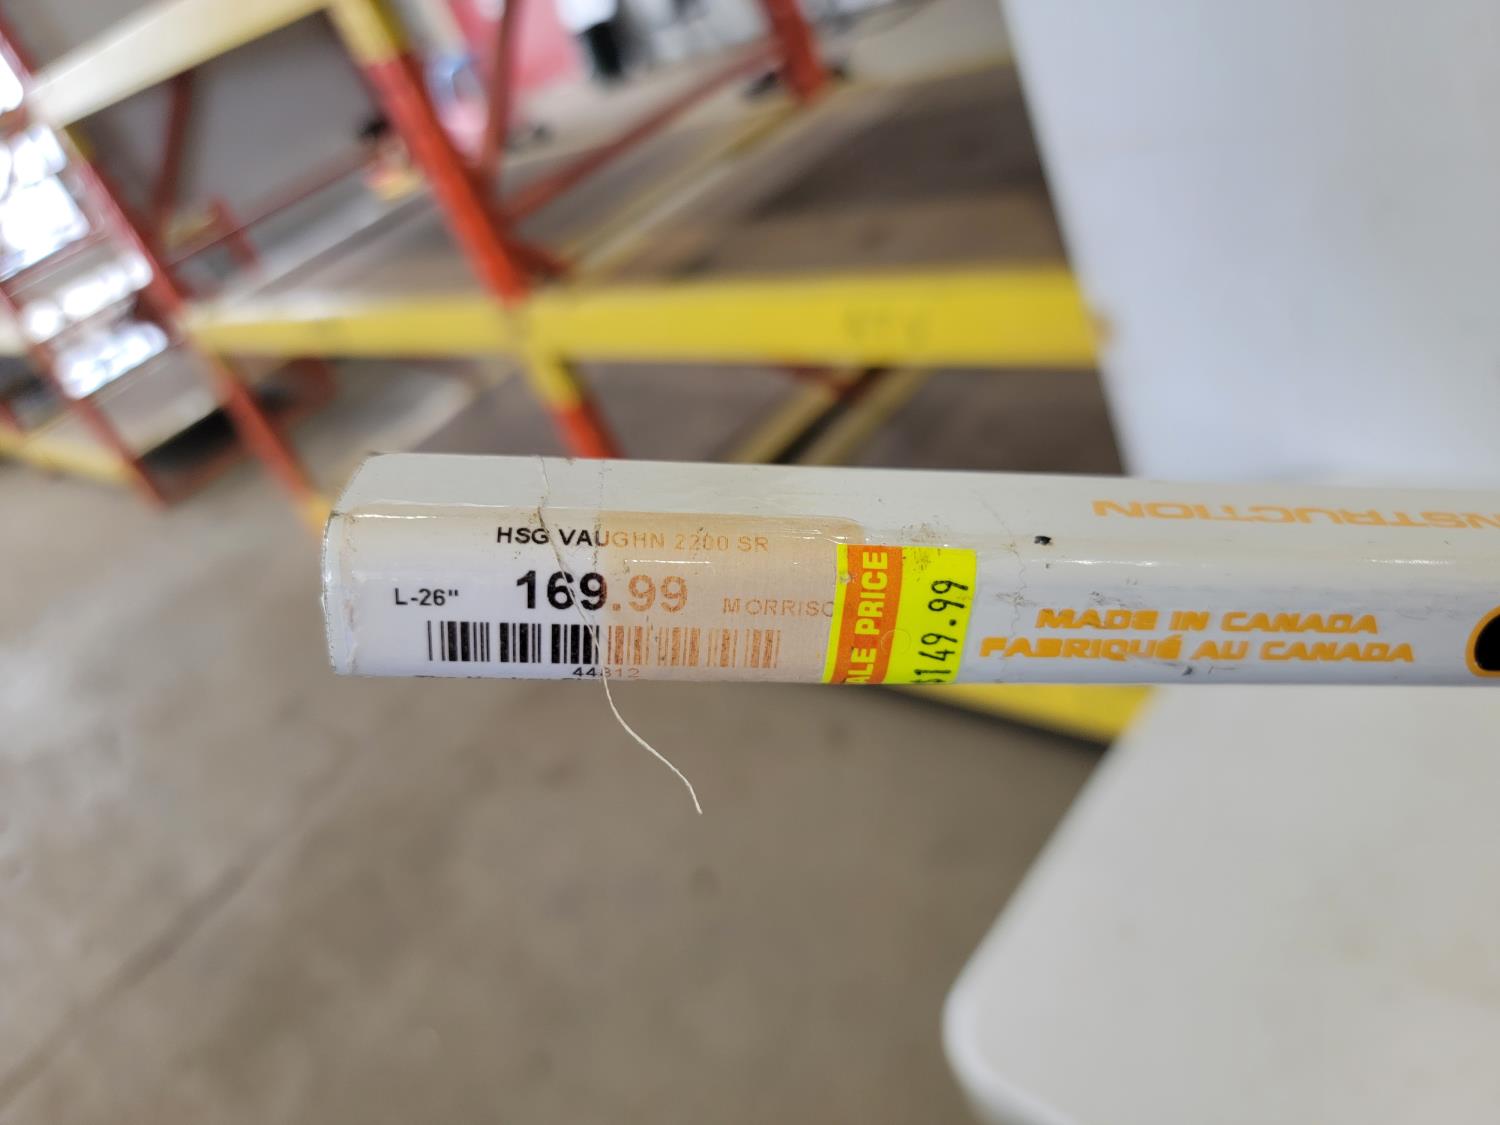 HSG VAUGHN 2200 SR
L-26"
169.99
MORRISO
44812
ALE PRICE
$149.99
NSTRUCTION
MADE IN CANADA
FABRIQUÉ AU CANADA